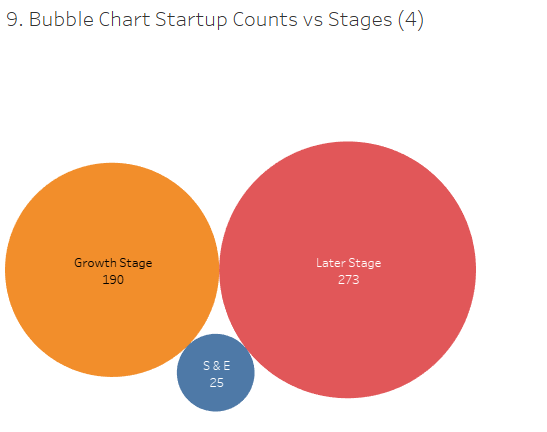 9. Bubble Chart Startup Counts vs Stages (4)
Growth Stage
190
Later Stage
273
S & E
25